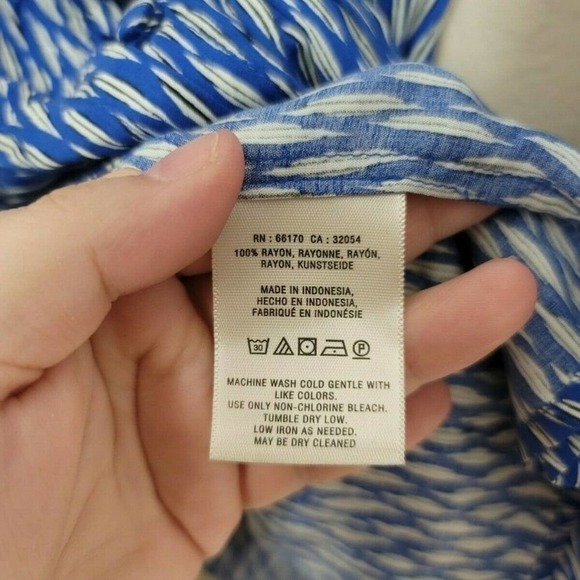 RN : 66170 CA : 32054
100% RAYON, RAYONNE, RAYÓN,
RAYON, KUNSTSEIDE
MADE IN INDONESIA,
HECHO EN INDONESIA,
FABRIQUÉ EN INDONÉSIE
30 P
MACHINE WASH COLD GENTLE WITH
LIKE COLORS.
USE ONLY NON-CHLORINE BLEACH.
TUMBLE DRY LOW.
LOW IRON AS NEEDED.
MAY BE DRY CLEANED